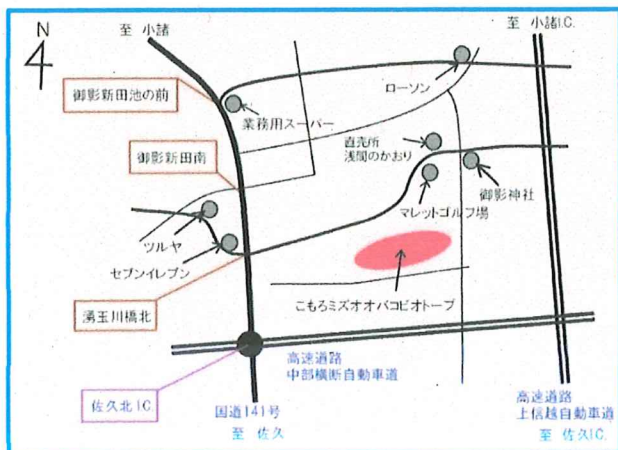 N
至 小諸
至 小諸I.C.
御影新田池の前
ローソン
業務用スーパー
直売所
浅間のかおり
御影新田南
御影神社
マレットゴルフ場
ツルヤ
セブンイレブン
こもろミズオオバコビオトープ
湧玉川橋北
高速道路
中部横断自動車道
佐久北I.C.
国道141号
至 佐久
高速道路
上信越自動車道
至 佐久I.C.